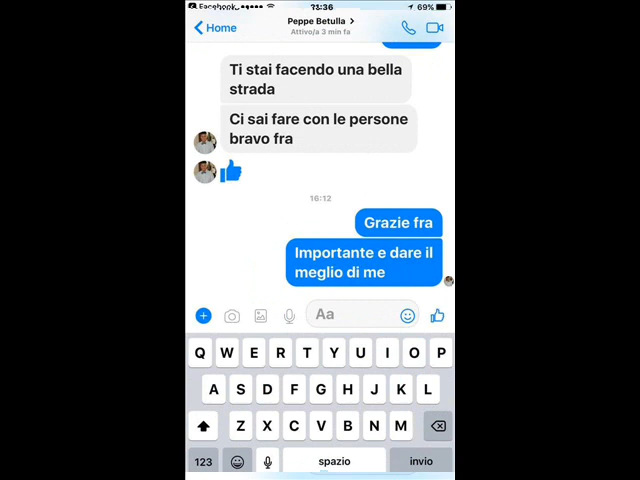 Facebook
69%
Home
Peppe Betulla
Attivo/a 3 min fa
Ti stai facendo una bella
strada
Ci sai fare con le persone
bravo fra
16:12
Grazie fra
Importante e dare il
meglio di me
Aa
Q W E R T Y U I O P
A S D F G H J K L
Z X C V B N M
123
spazio
invio